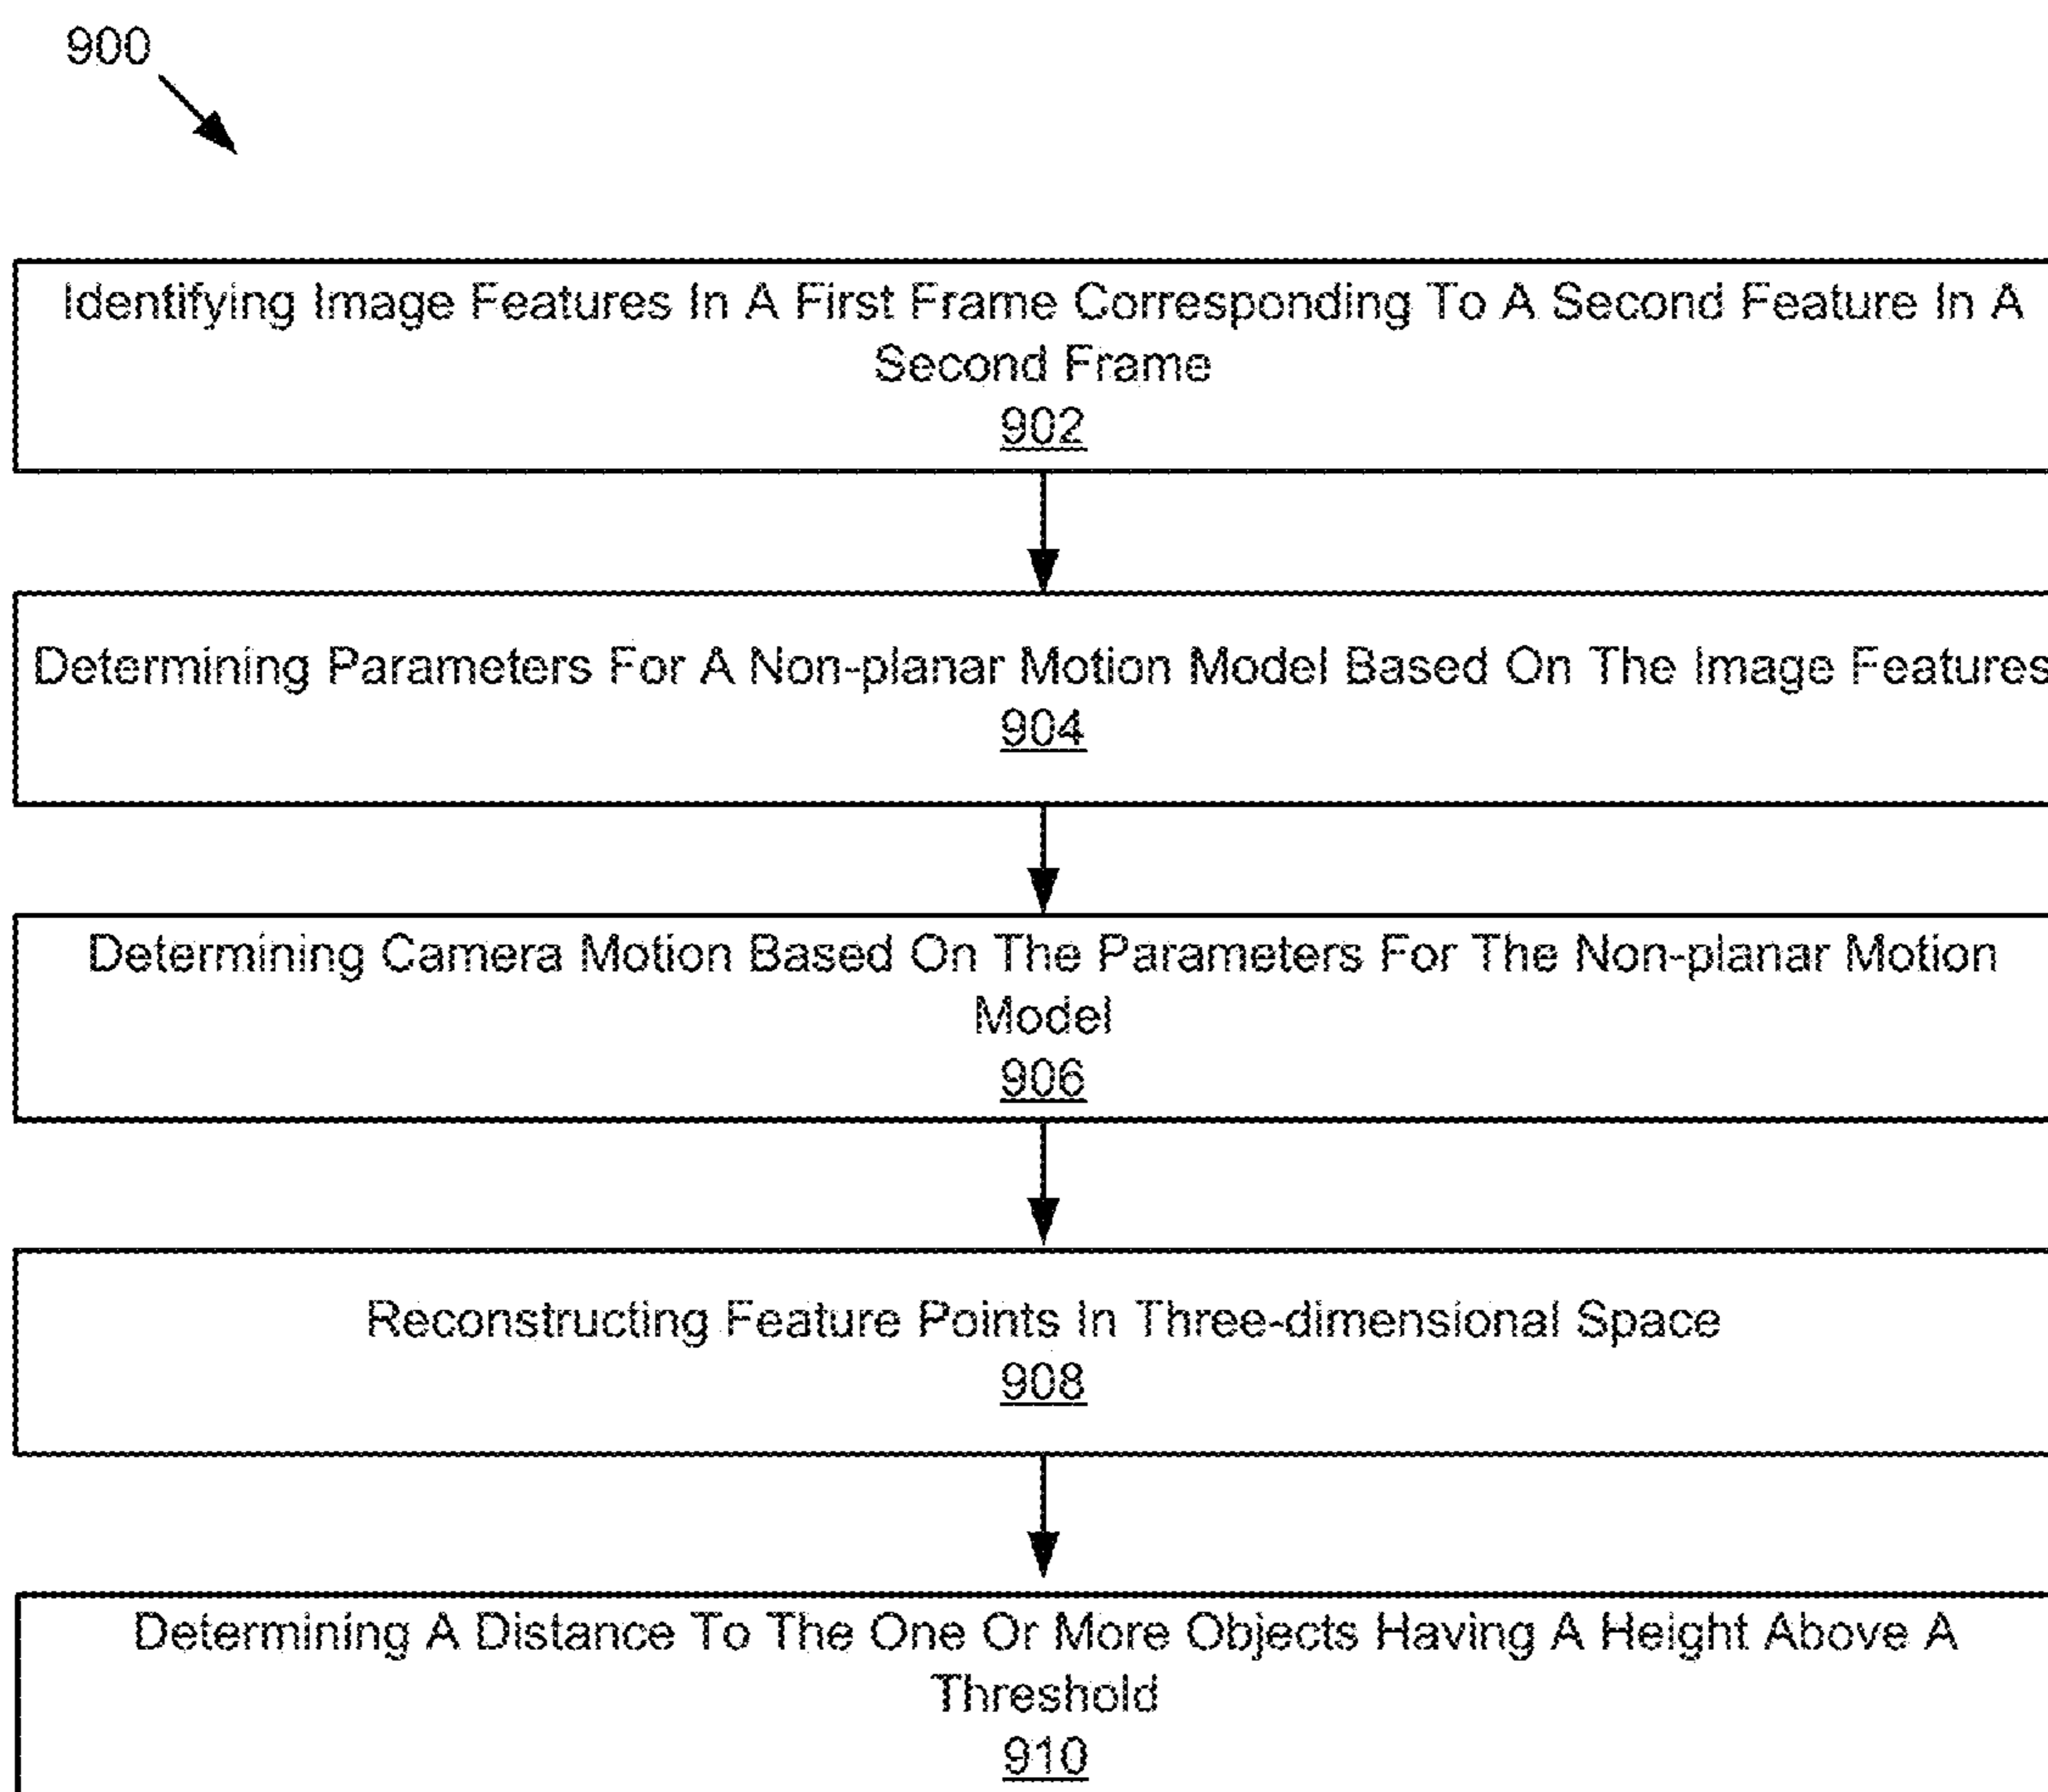 900
Identifying Image Features In A First Frame Corresponding To A Second Feature In A
Second Frame
902
Determining Parameters For A Non-planar Motion Model Based On The Image Features
904
Determining Camera Motion Based On The Parameters For The Non-planar Motion
Model
906
Reconstructing Feature Points In Three-dimensional Space
908
Determining A Distance To The One Or More Objects Having A Height Above A
Threshold
910